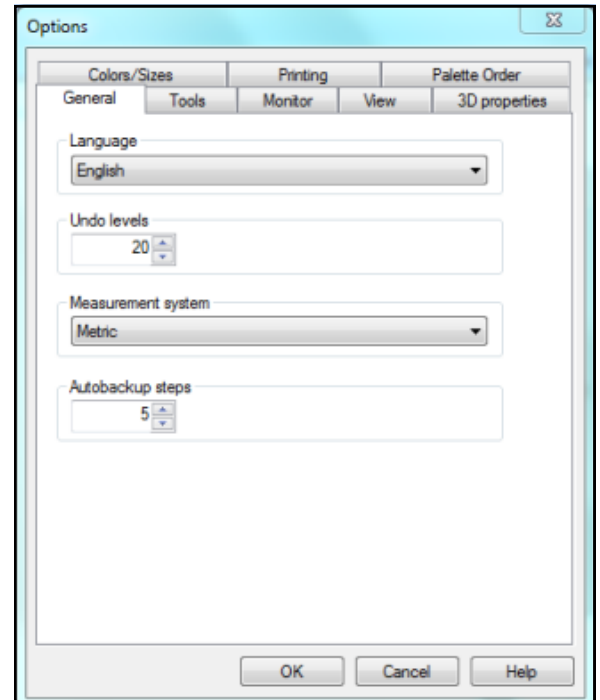 Options
Colors/Sizes Printing Palette Order
General Tools Monitor View 3D properties
Language
English
Undo levels
20
Measurement system
Metric
Autobackup steps
5
OK Cancel Help